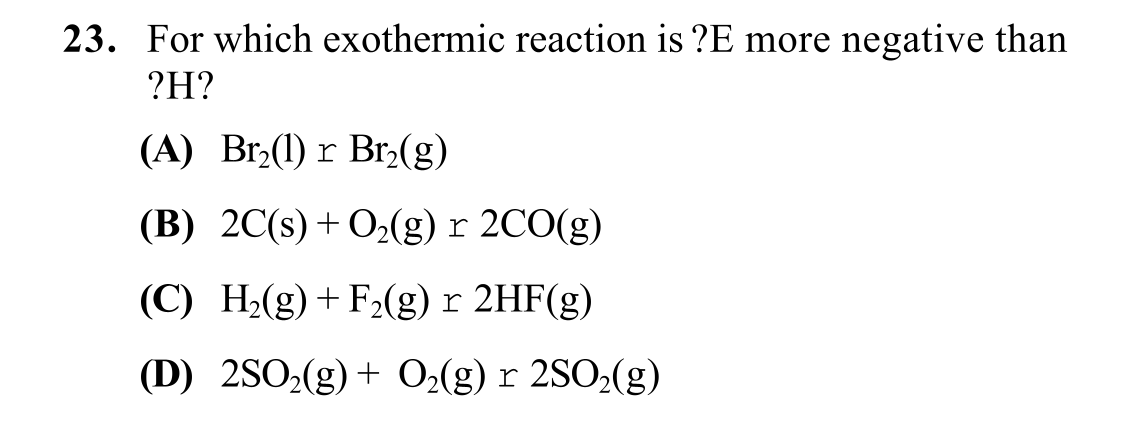 23. For which exothermic reaction is ?E more negative than
?H?
(A) Br₂(l) r Br₂(g)
(B) 2C(s) + O₂(g) r 2CO(g)
(C) H₂(g) + F₂(g) r 2HF(g)
(D) 2SO₂(g) + O₂(g) r 2SO₂(g)